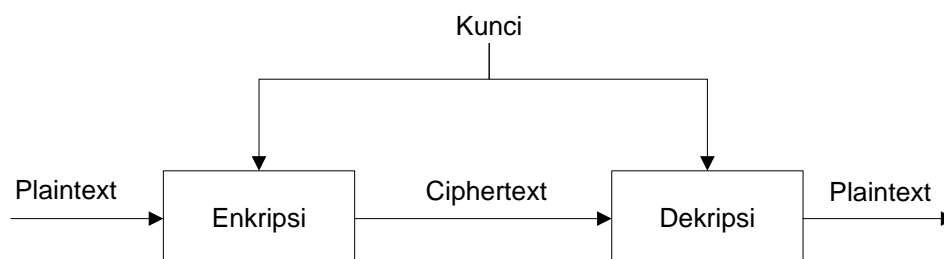 Kunci
Plaintext
Enkripsi
Ciphertext
Dekripsi
Plaintext